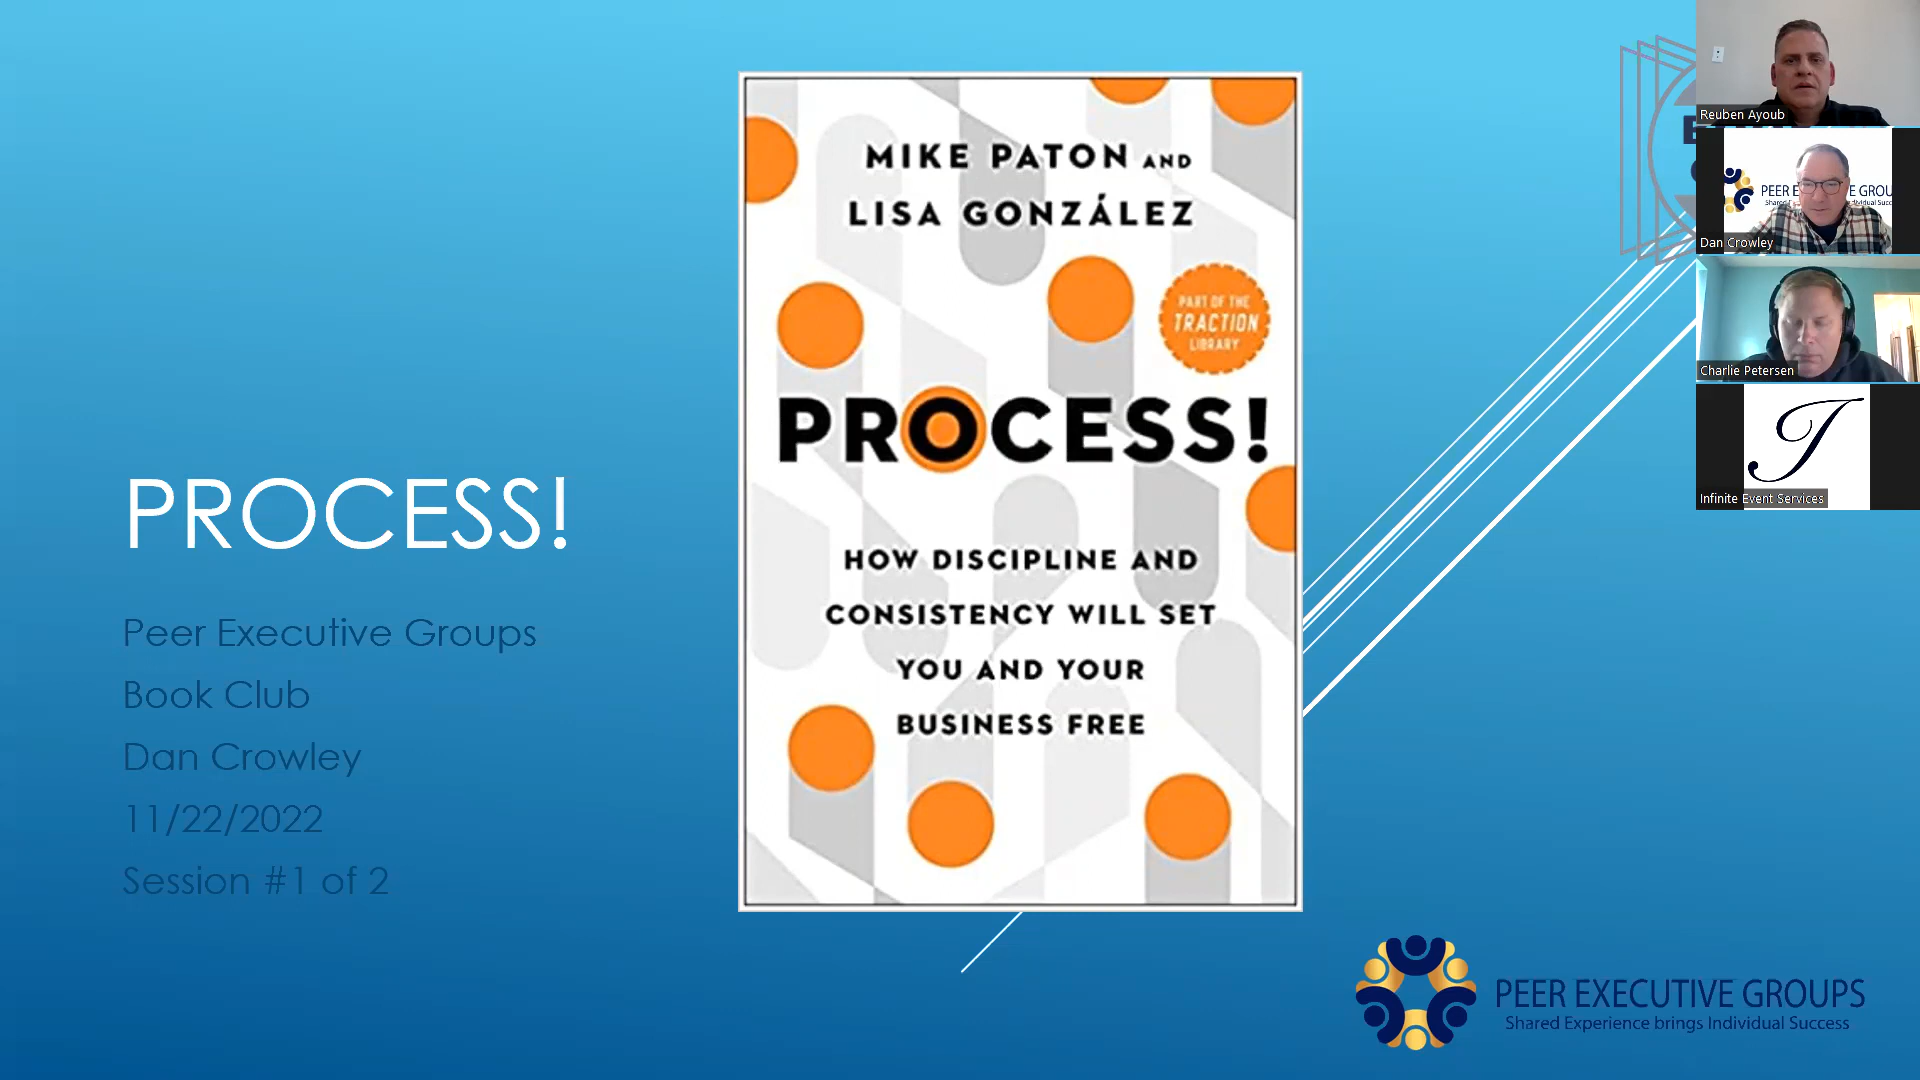 PROCESS!
Peer Executive Groups
Book Club
Dan Crowley
11/22/2022
Session #1 of 2
MIKE PATON AND
LISA GONZÁLEZ
PART OF THE
TRACTION
LIBRARY
PROCESS!
HOW DISCIPLINE AND
CONSISTENCY WILL SET
YOU AND YOUR
BUSINESS FREE
Reuben Ayoub
Dan Crowley
Charlie Petersen
Infinite Event Services
PEER EXECUTIVE GROUPS
Shared Experience brings Individual Success